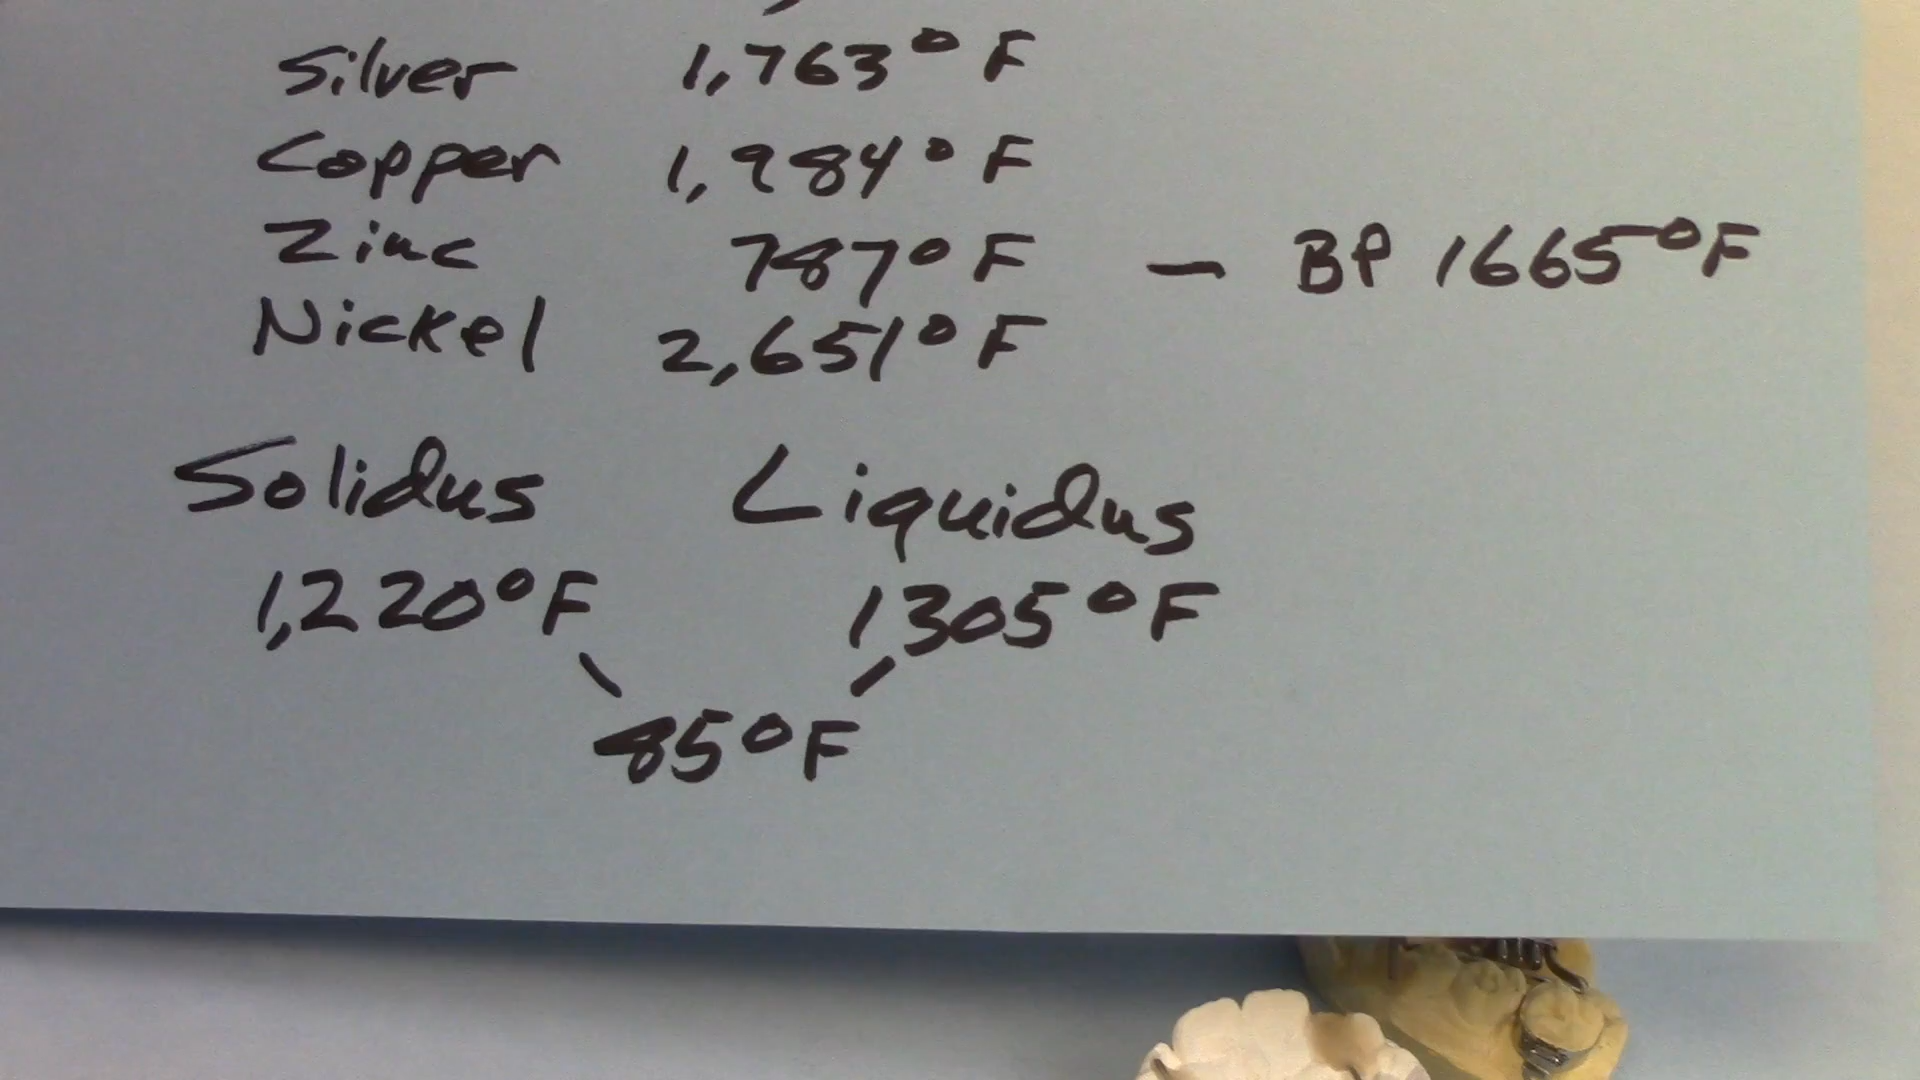 Silver 1,763° F
Copper 1,984° F
Zinc 787° F — BP 1665°F
Nickel 2,651° F
Solidus Liquidus
1,220°F 1305°F
85°F